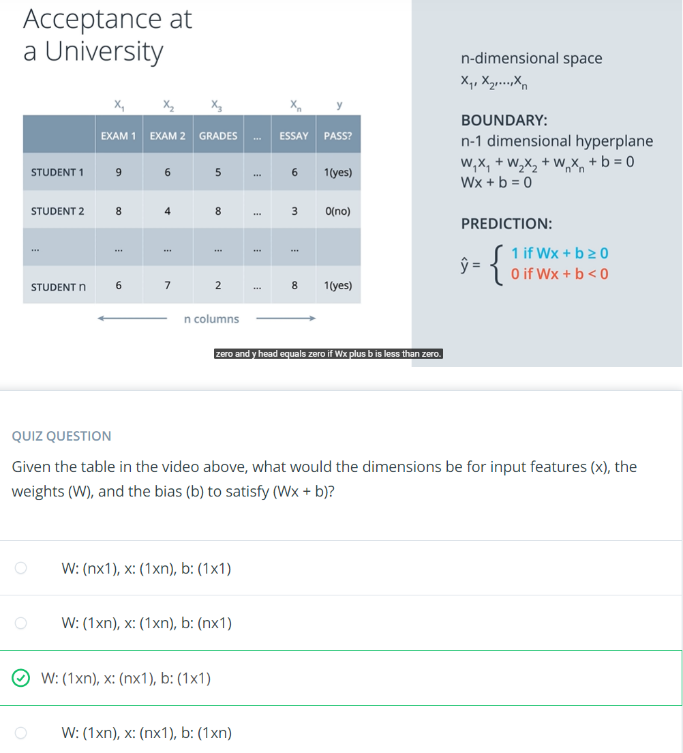 Acceptance at
a University
X₁ X₂ X₃ Xₙ y
EXAM 1 EXAM 2 GRADES ... ESSAY PASS?
STUDENT 1 9 6 5 ... 6 1(yes)
STUDENT 2 8 4 8 ... 3 0(no)
... ... ... ... ... ...
STUDENT n 6 7 2 ... 8 1(yes)
n columns
n-dimensional space
X₁, X₂,...,Xₙ
BOUNDARY:
n-1 dimensional hyperplane
W₁X₁ + W₂X₂ + WₙXₙ + b = 0
Wx + b = 0
PREDICTION:
ŷ = { 1 if Wx + b ≥ 0
0 if Wx + b < 0
zero and y head equals zero if Wx plus b is less than zero.
QUIZ QUESTION
Given the table in the video above, what would the dimensions be for input features (x), the
weights (W), and the bias (b) to satisfy (Wx + b)?
W: (nx1), x: (1xn), b: (1x1)
W: (1xn), x: (1xn), b: (nx1)
W: (1xn), x: (nx1), b: (1x1)
W: (1xn), x: (nx1), b: (1xn)